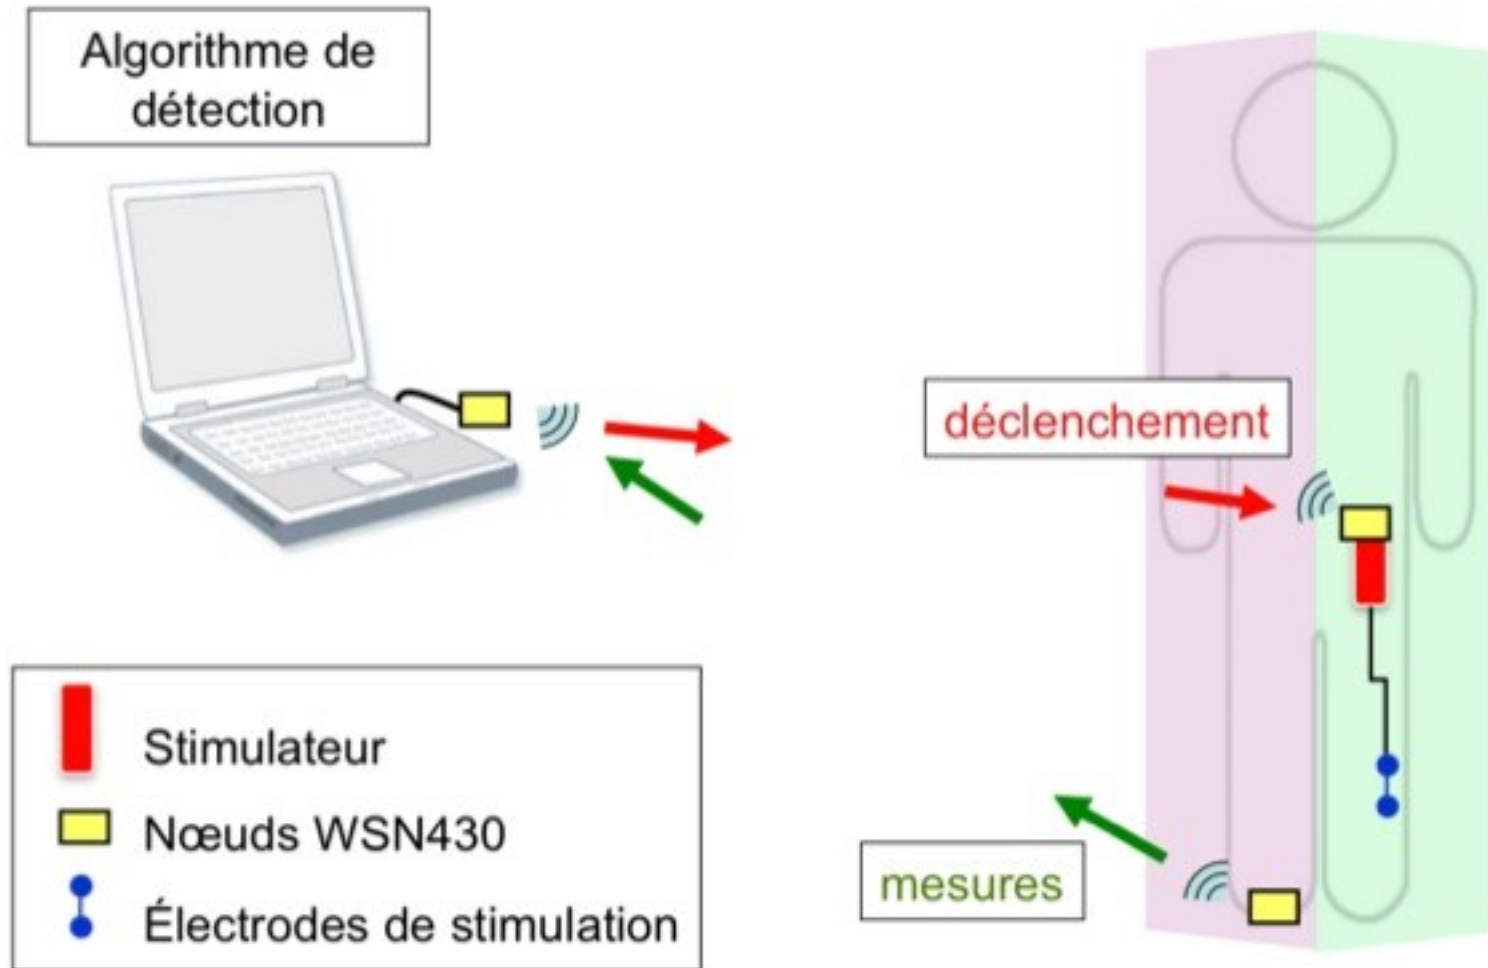 Algorithme de
détection
déclenchement
Stimulateur
Nœuds WSN430
Électrodes de stimulation
mesures